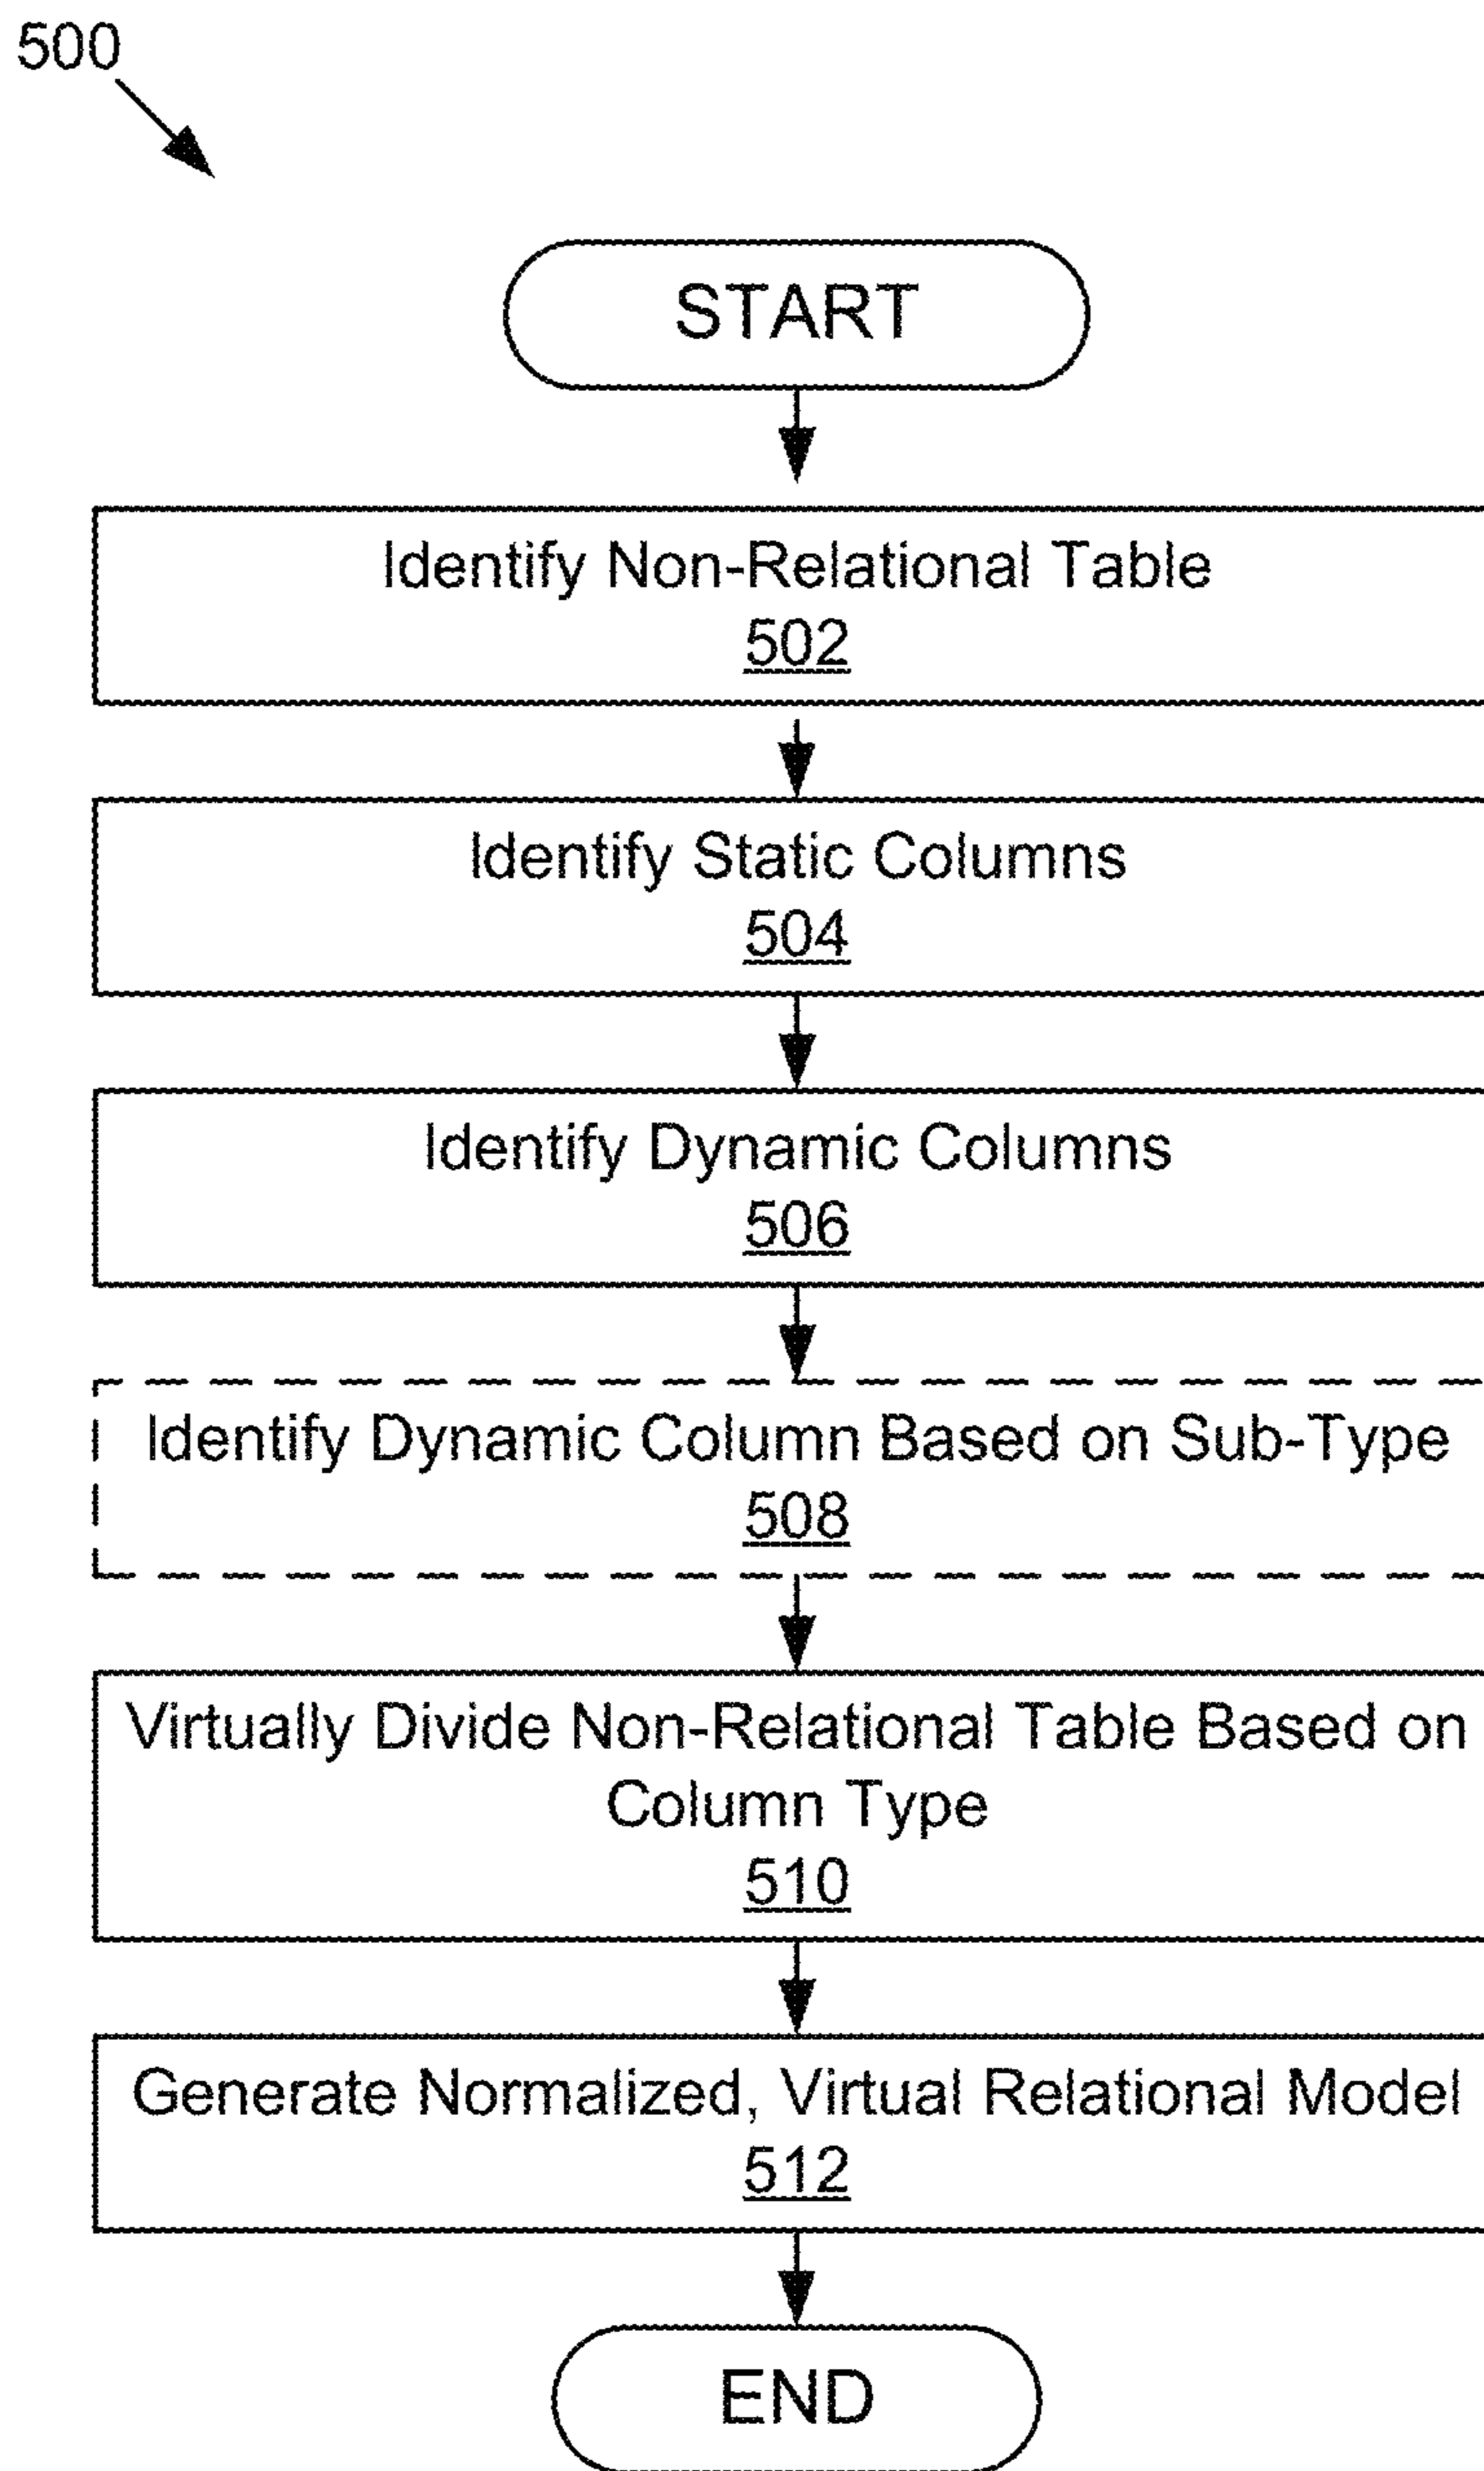 500
START
Identify Non-Relational Table
502
Identify Static Columns
504
Identify Dynamic Columns
506
Identify Dynamic Column Based on Sub-Type
508
Virtually Divide Non-Relational Table Based on
Column Type
510
Generate Normalized, Virtual Relational Model
512
END